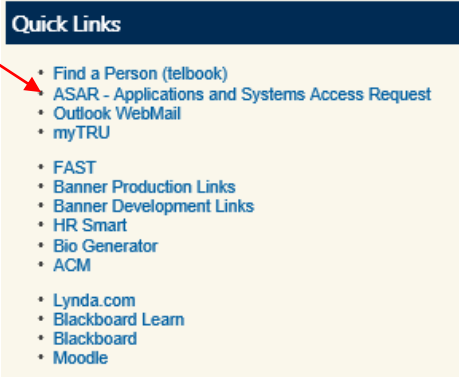 Quick Links
• Find a Person (telbook)
• ASAR - Applications and Systems Access Request
• Outlook WebMail
• myTRU
• FAST
• Banner Production Links
• Banner Development Links
• HR Smart
• Bio Generator
• ACM
• Lynda.com
• Blackboard Learn
• Blackboard
• Moodle